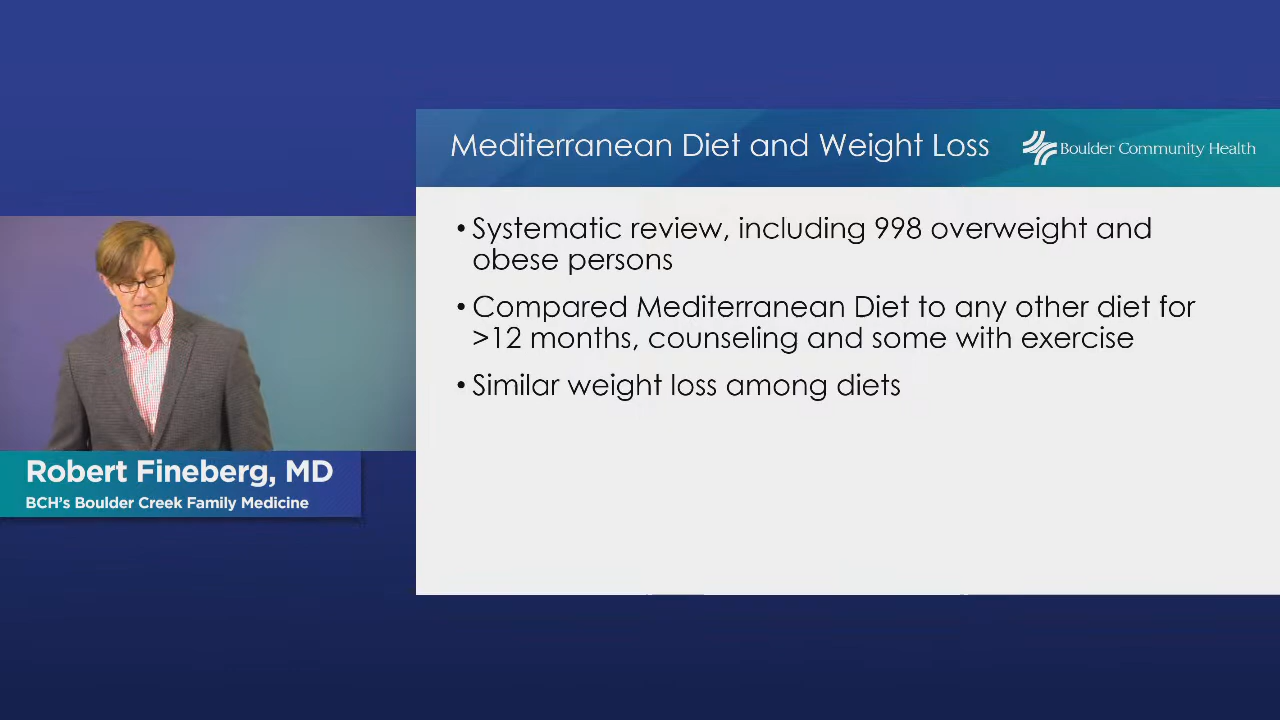 Mediterranean Diet and Weight Loss
Boulder Community Health
• Systematic review, including 998 overweight and
obese persons
• Compared Mediterranean Diet to any other diet for
>12 months, counseling and some with exercise
• Similar weight loss among diets
Robert Fineberg, MD
BCH's Boulder Creek Family Medicine